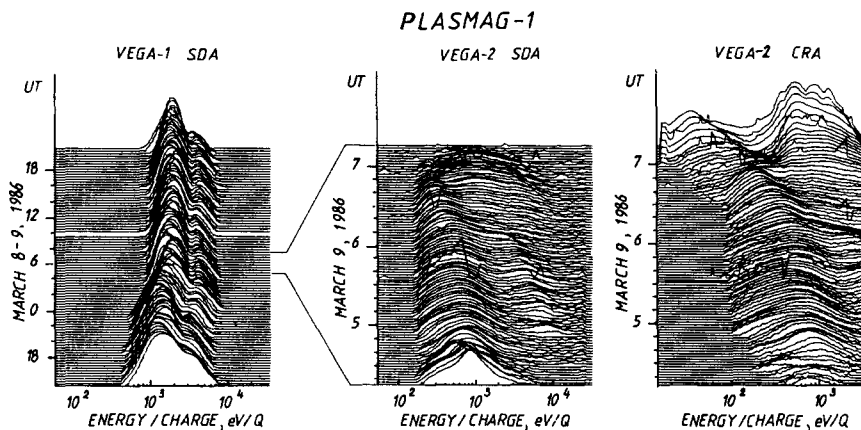 PLASMAG-1
VEGA-1 SDA
VEGA-2 SDA
VEGA-2 CRA
UT
18
12
6
0
18
MARCH 8-9, 1986
10² 10³ 10⁴
ENERGY/CHARGE, eV/Q
UT
7
6
5
MARCH 9, 1986
10² 10³ 10⁴
ENERGY/CHARGE, eV/Q
UT
7
6
5
MARCH 9, 1986
10² 10³
ENERGY/CHARGE, eV/Q